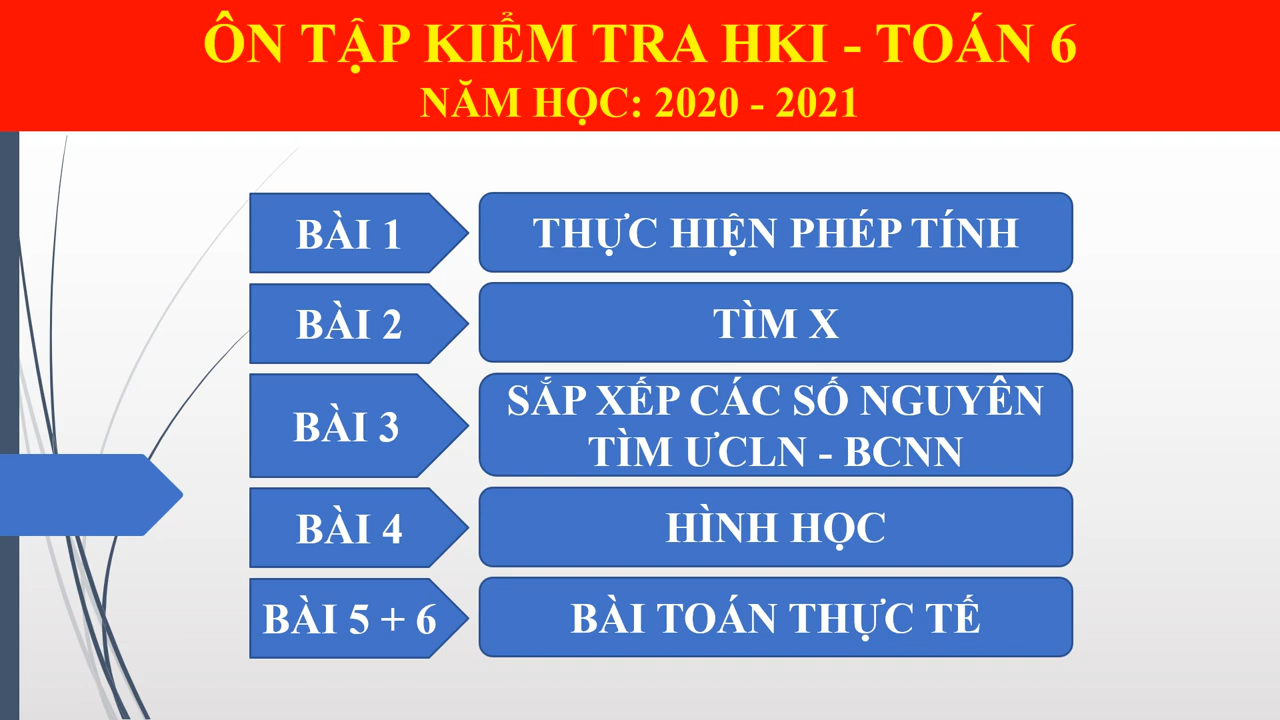 ÔN TẬP KIỂM TRA HKI - TOÁN 6
NĂM HỌC: 2020 - 2021
BÀI 1
THỰC HIỆN PHÉP TÍNH
BÀI 2
TÌM X
BÀI 3
SẮP XẾP CÁC SỐ NGUYÊN
TÌM ƯCLN - BCNN
BÀI 4
HÌNH HỌC
BÀI 5 + 6
BÀI TOÁN THỰC TẾ